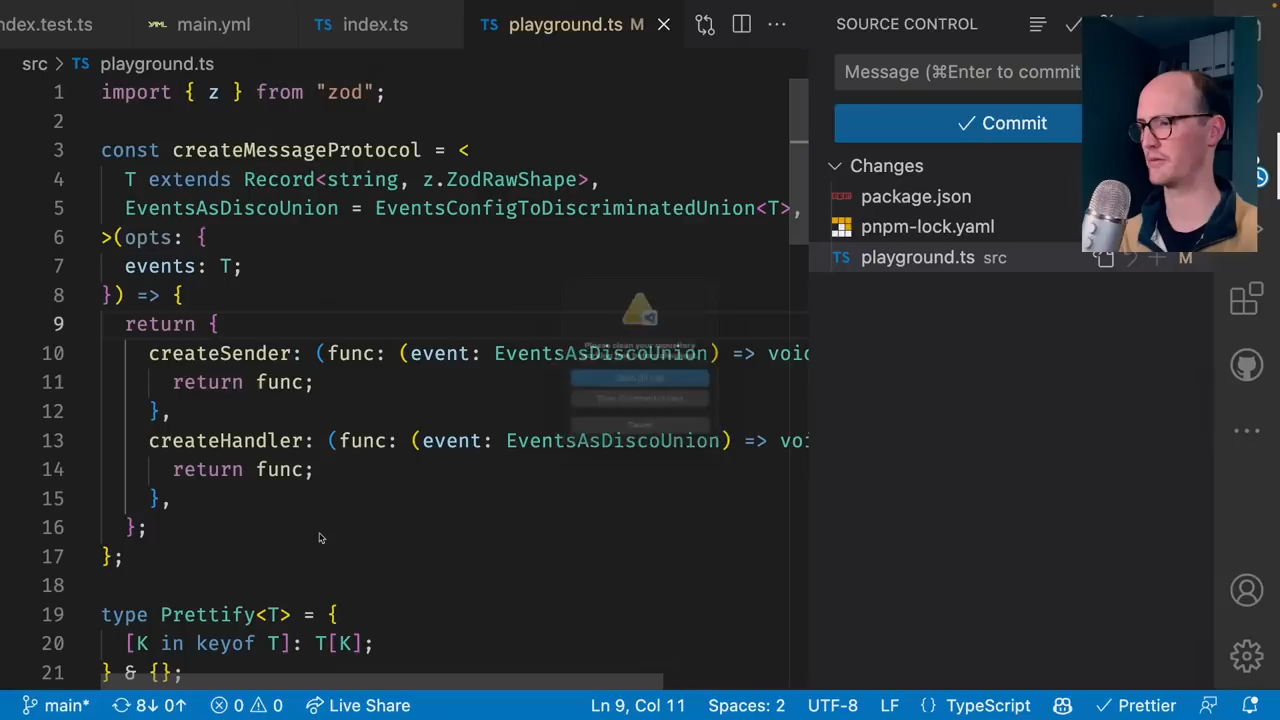 ndex.test.ts
main.yml
TS index.ts
TS playground.ts M
SOURCE CONTROL
src > TS playground.ts
Message (⌘Enter to commit
Commit
Changes
package.json
pnpm-lock.yaml
TS playground.ts src M
1 import { z } from "zod";
2
3 const createMessageProtocol = <
4 T extends Record<string, z.ZodRawShape>,
5 EventsAsDiscoUnion = EventsConfigToDiscriminatedUnion<T>,
6 >(opts: {
7 events: T;
8 }) => {
9 return {
10 createSender: (func: (event: EventsAsDiscoUnion) => void
11 return func;
12 },
13 createHandler: (func: (event: EventsAsDiscoUnion) => voi
14 return func;
15 },
16 };
17 };
18
19 type Prettify<T> = {
20 [K in keyof T]: T[K];
21 } & {};
main* 8↓ 0↑ 0 0 Live Share Ln 9, Col 11 Spaces: 2 UTF-8 LF {} TypeScript Prettier